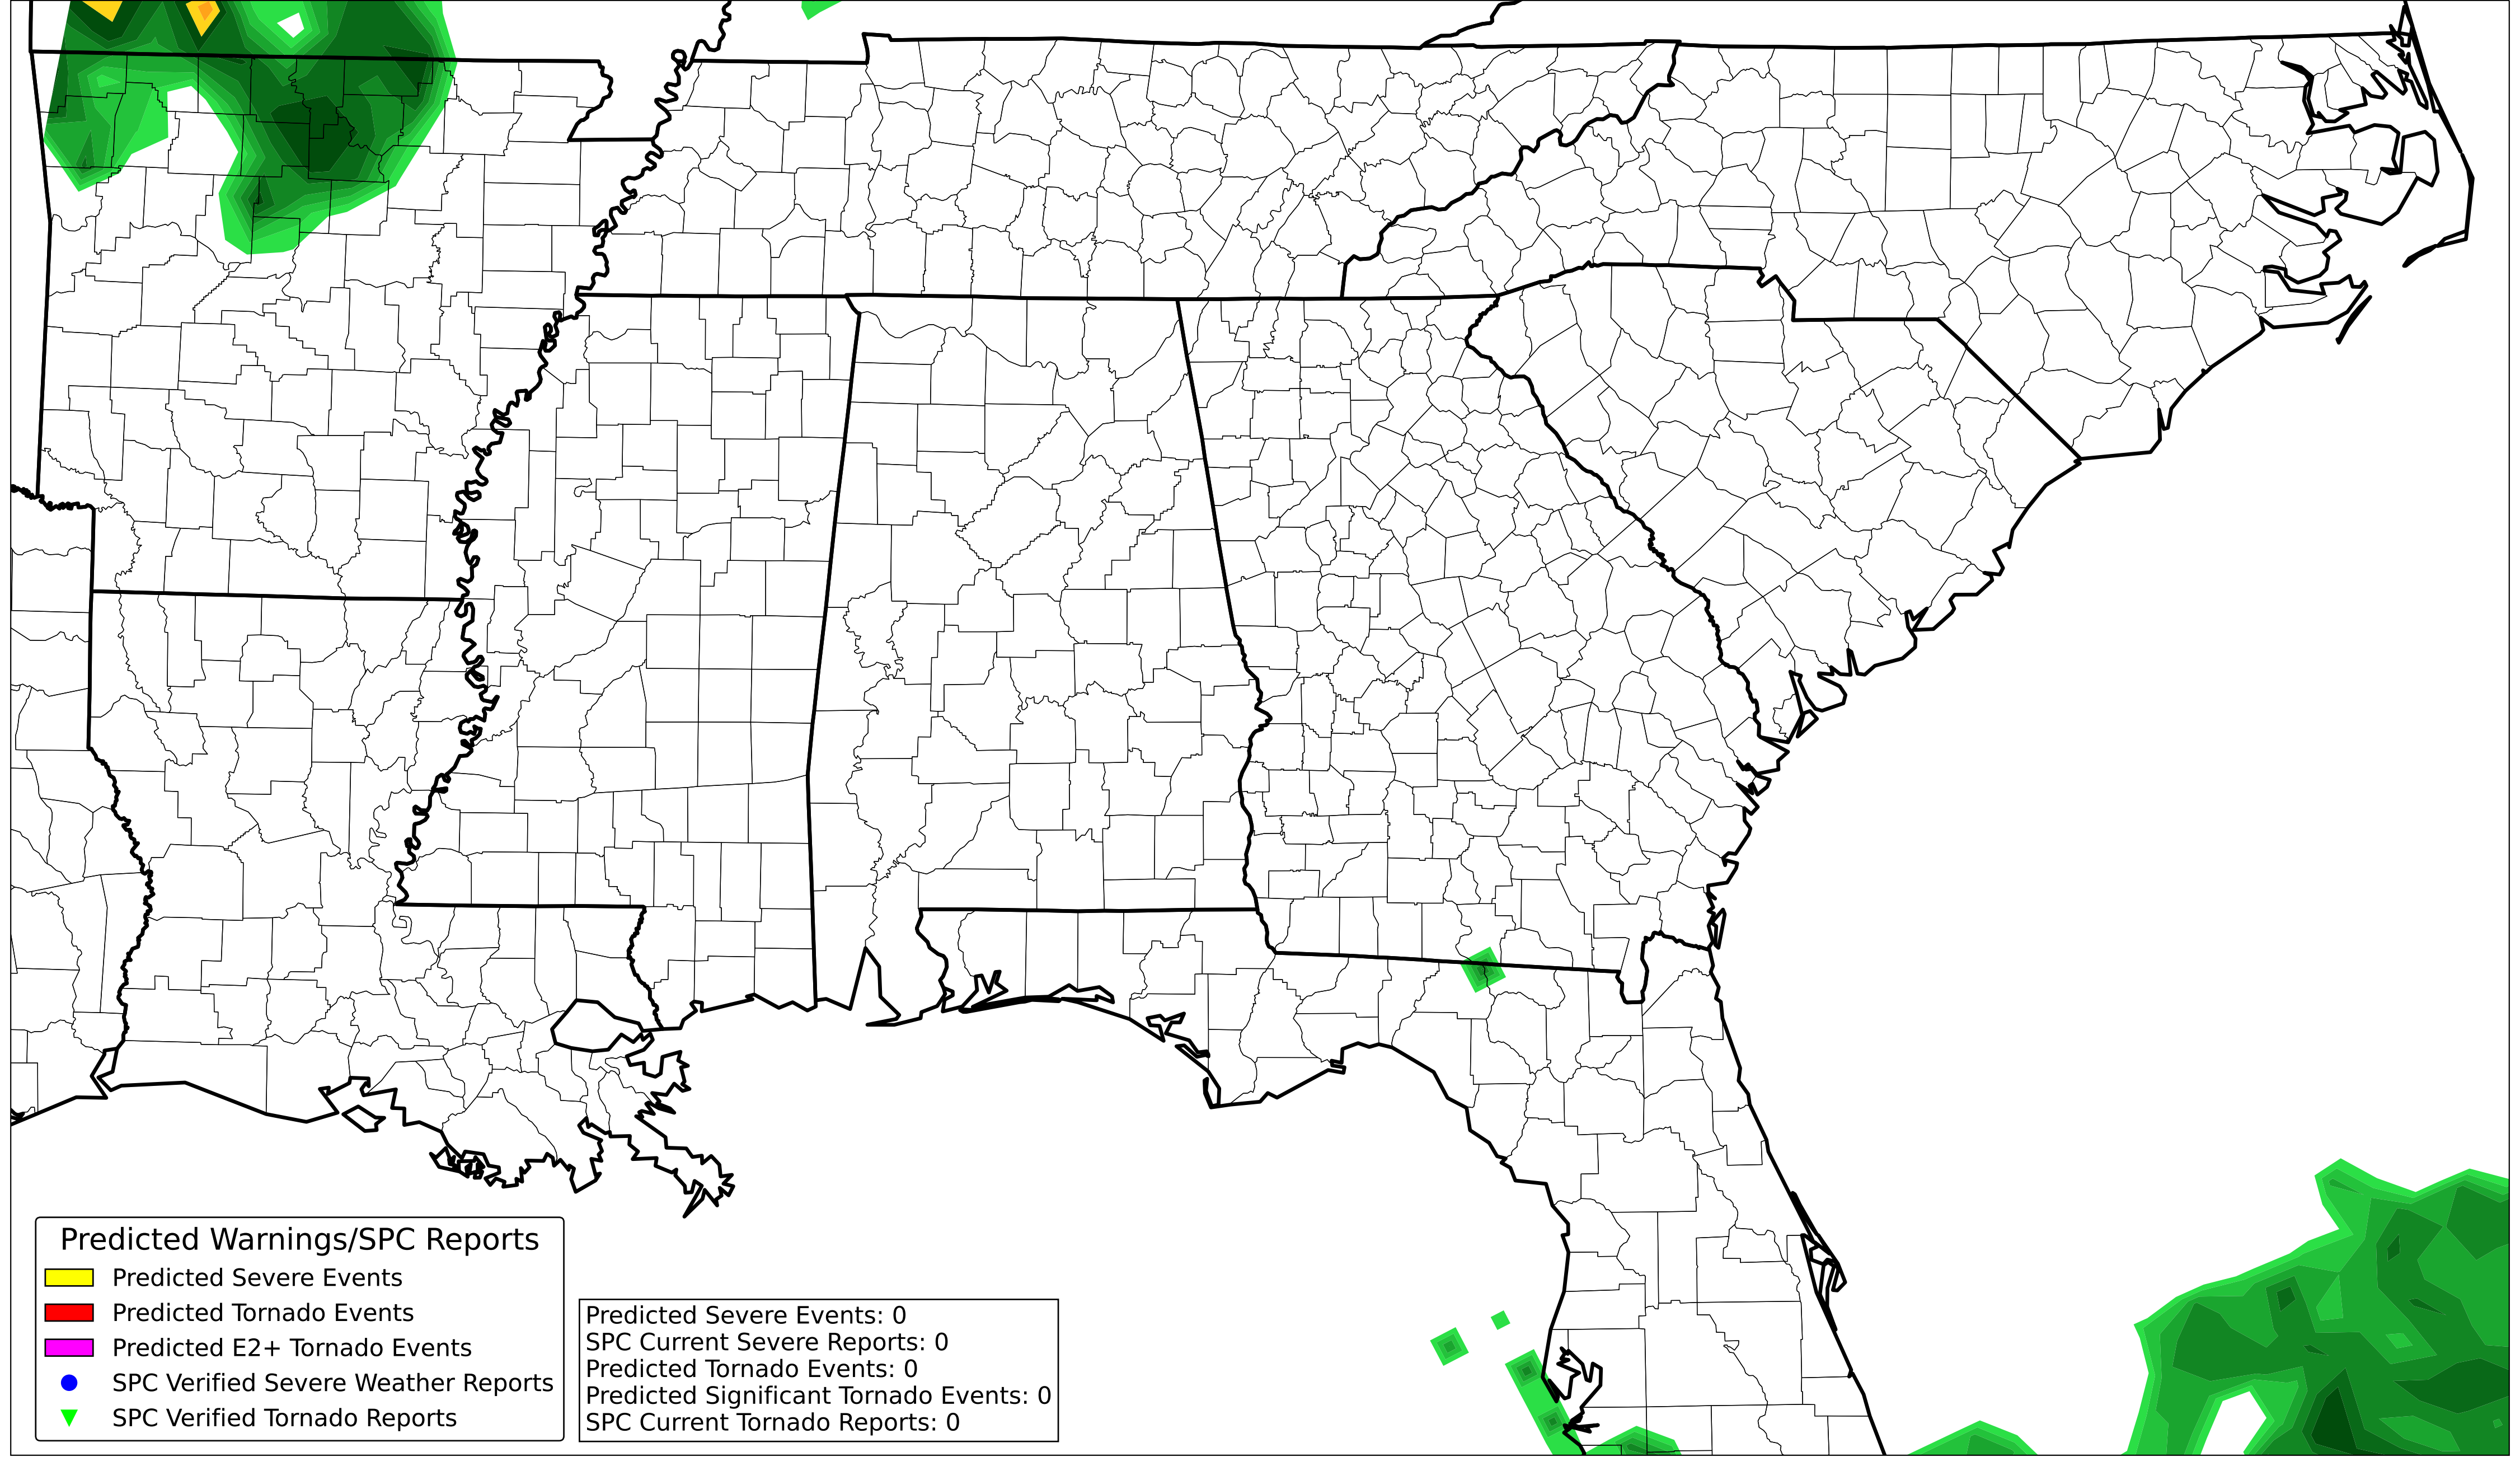 Predicted Warnings/SPC Reports
Predicted Severe Events
Predicted Tornado Events
Predicted E2+ Tornado Events
SPC Verified Severe Weather Reports
SPC Verified Tornado Reports
Predicted Severe Events: 0
SPC Current Severe Reports: 0
Predicted Tornado Events: 0
Predicted Significant Tornado Events: 0
SPC Current Tornado Reports: 0